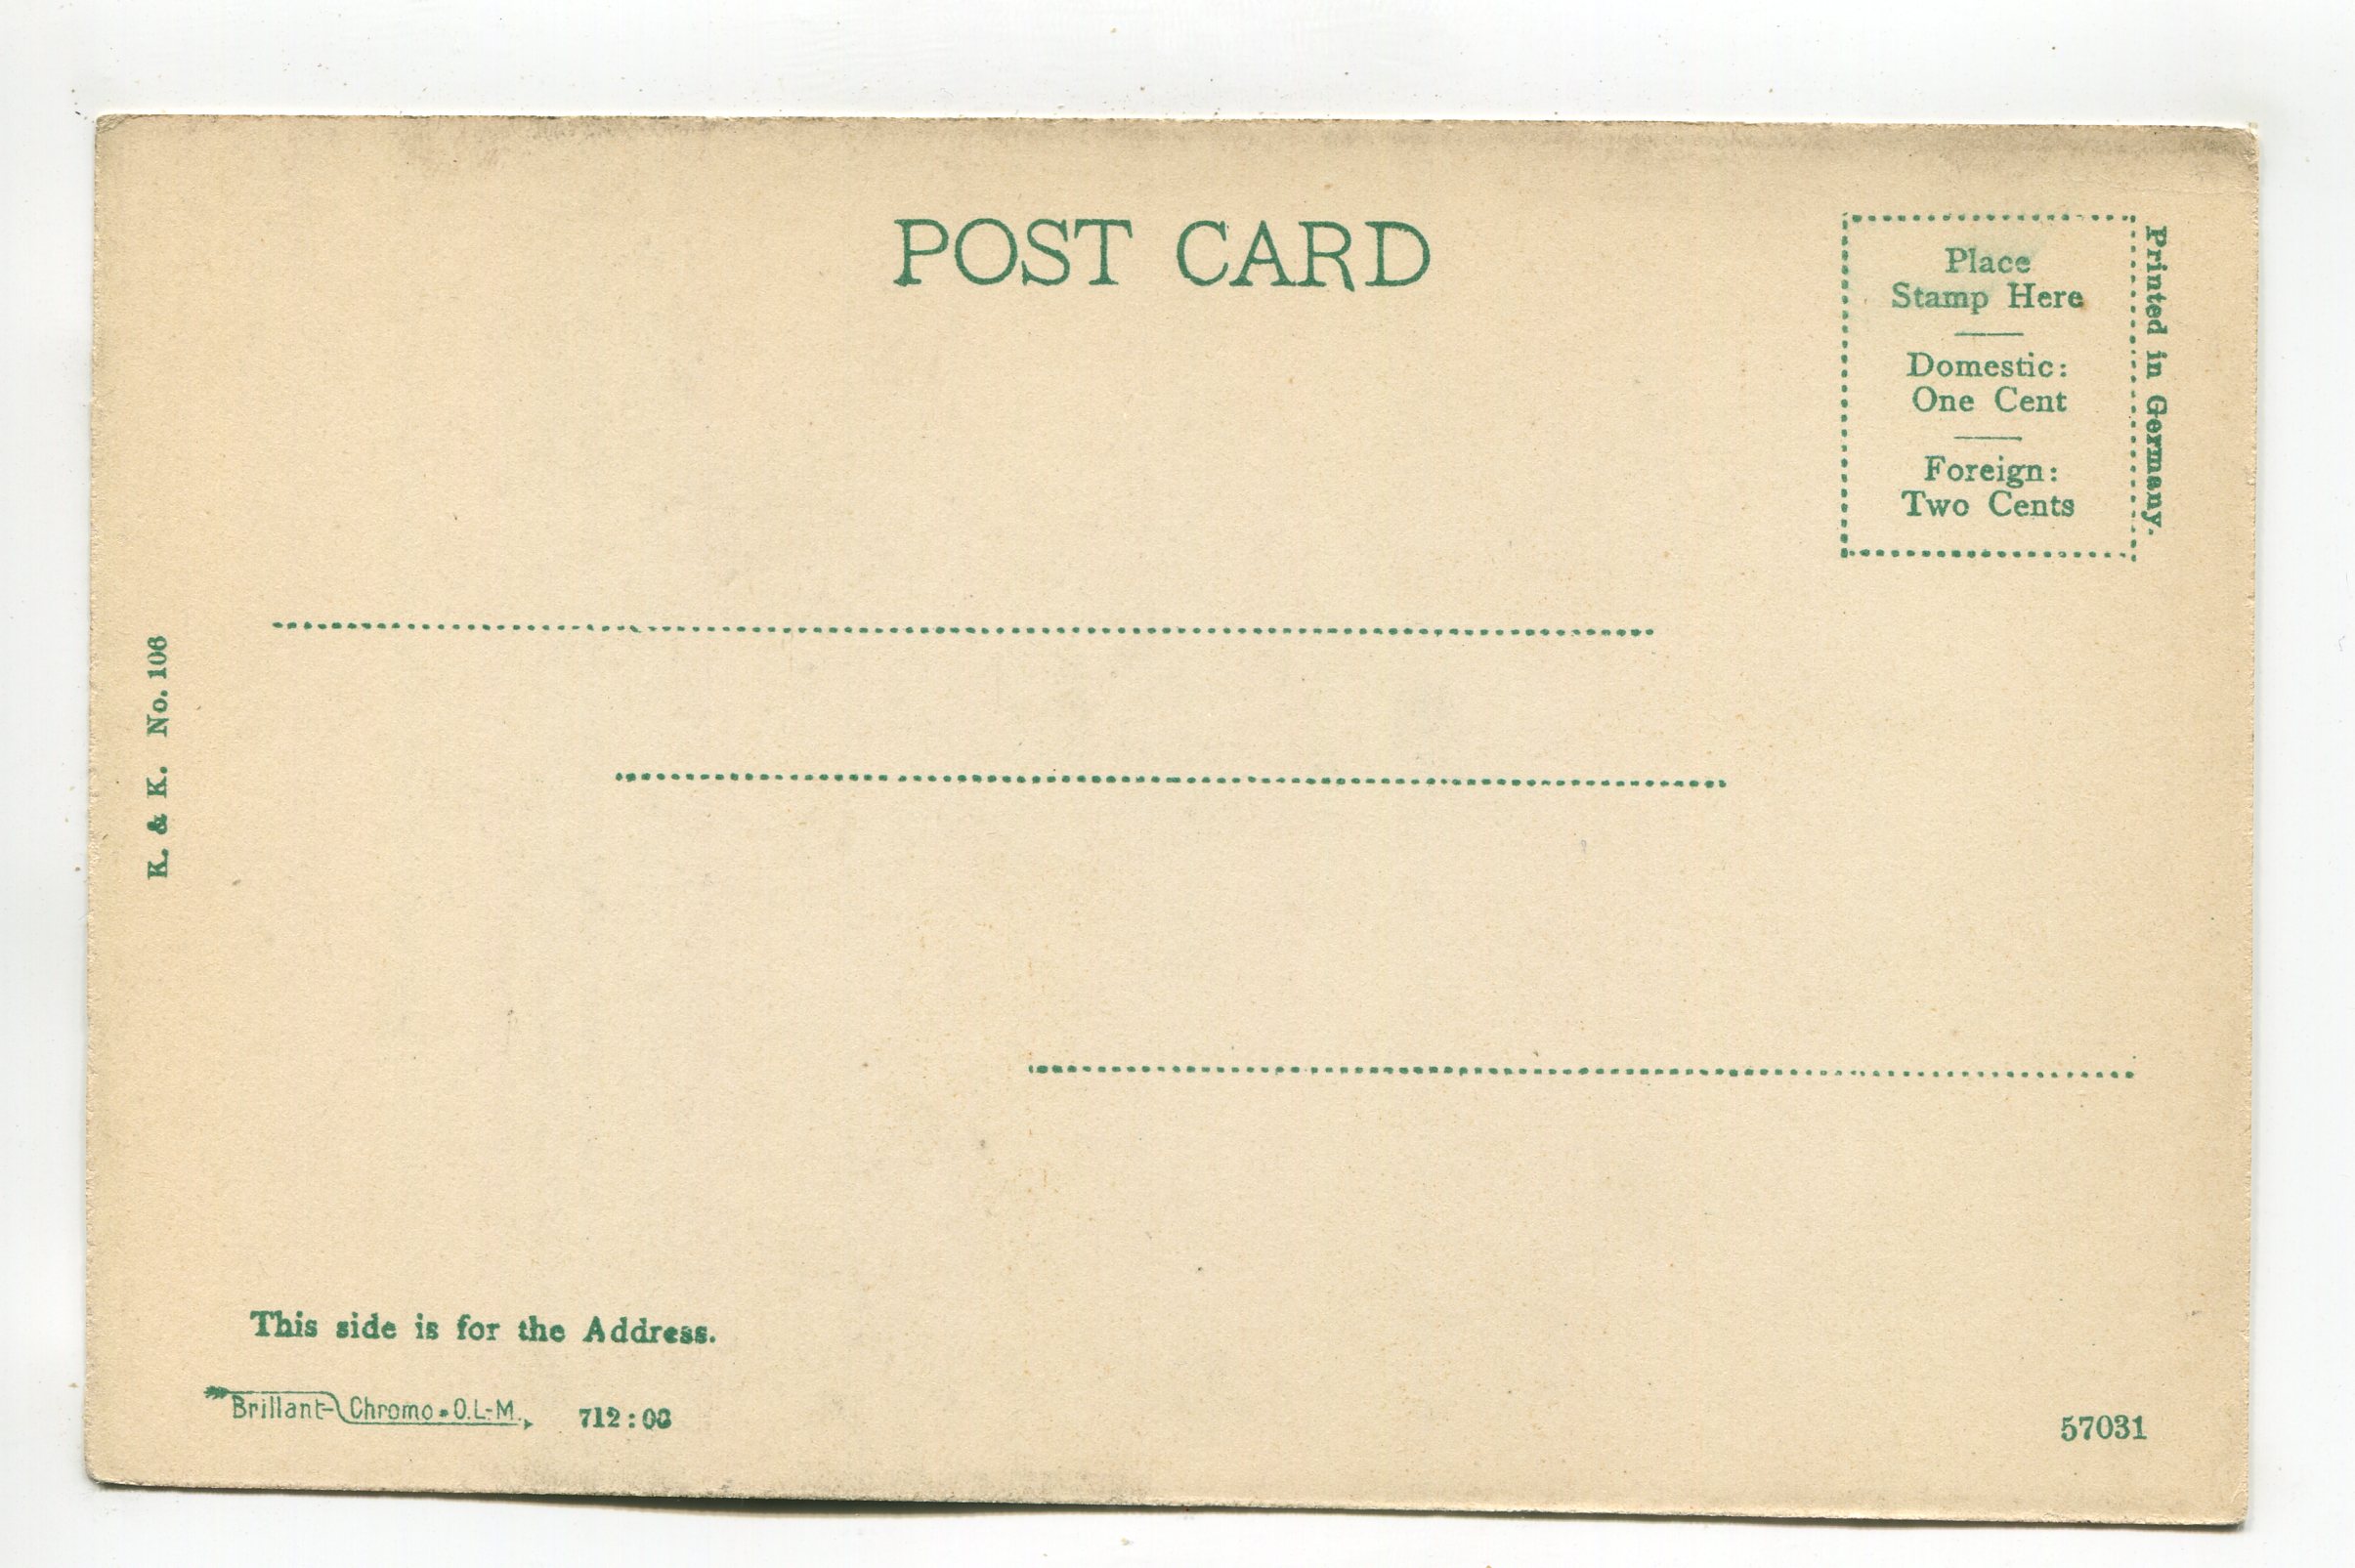 POST CARD
Place
Stamp Here
Domestic:
One Cent
Foreign:
Two Cents
Printed in Germany.
K. & K. No. 106
This side is for the Address.
Brillant-Chromo-O.L-M.
712:06
57031